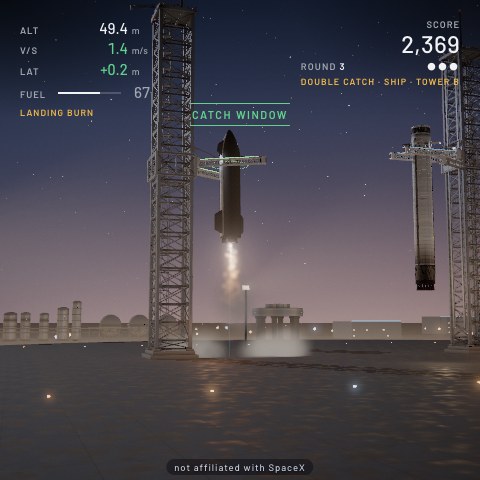 ALT 49.4 m
V/S 1.4 m/s
LAT +0.2 m
FUEL 67
LANDING BURN
SCORE
2,369
ROUND 3
DOUBLE CATCH · SHIP · TOWER B
CATCH WINDOW
not affiliated with SpaceX